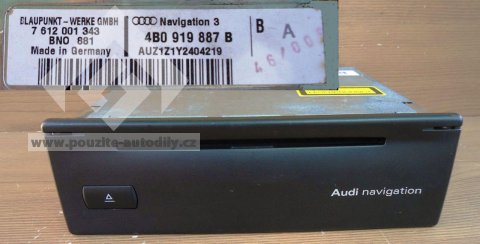 BLAUPUNKT - WERKE GMBH
7 612 001 343
BNO 881
Made in Germany
Navigation 3
4B0 919 887 B
AUZ1Z1Y2404219
B
A
www.pouzite-autodily.cz
Audi navigation